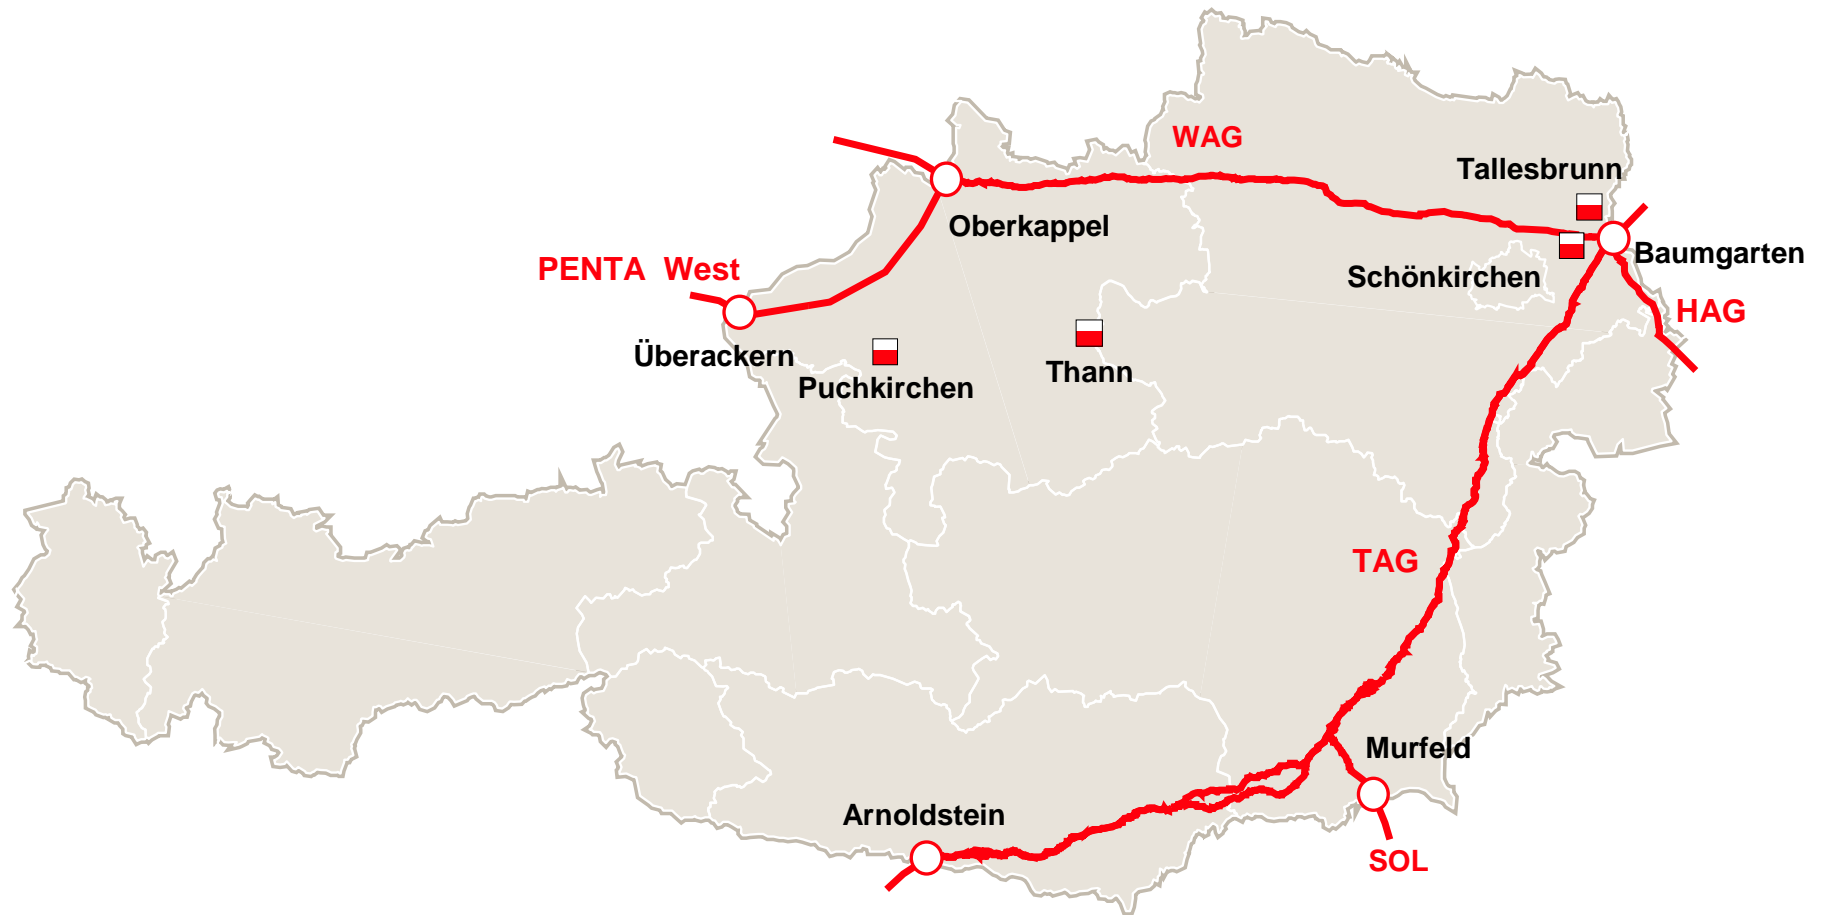 WAG
Tallesbrunn
Oberkappel
Baumgarten
PENTA West
Schönkirchen
HAG
Überackern
Thann
Puchkirchen
TAG
Murfeld
Arnoldstein
SOL